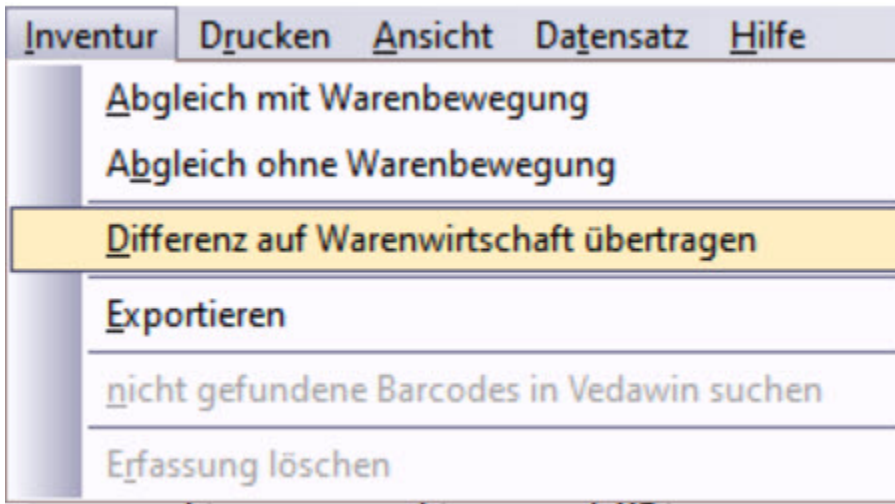 Inventur Drucken Ansicht Datensatz Hilfe
Abgleich mit Warenbewegung
Abgleich ohne Warenbewegung
Differenz auf Warenwirtschaft übertragen
Exportieren
nicht gefundene Barcodes in Vedawin suchen
Erfassung löschen